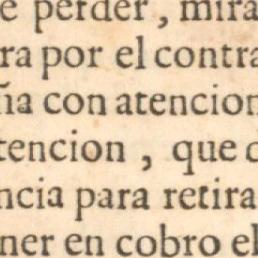 e perder, mira
ra por el contra
ña con atencion
tencion, que d
ncia para retira
ner en cobro el